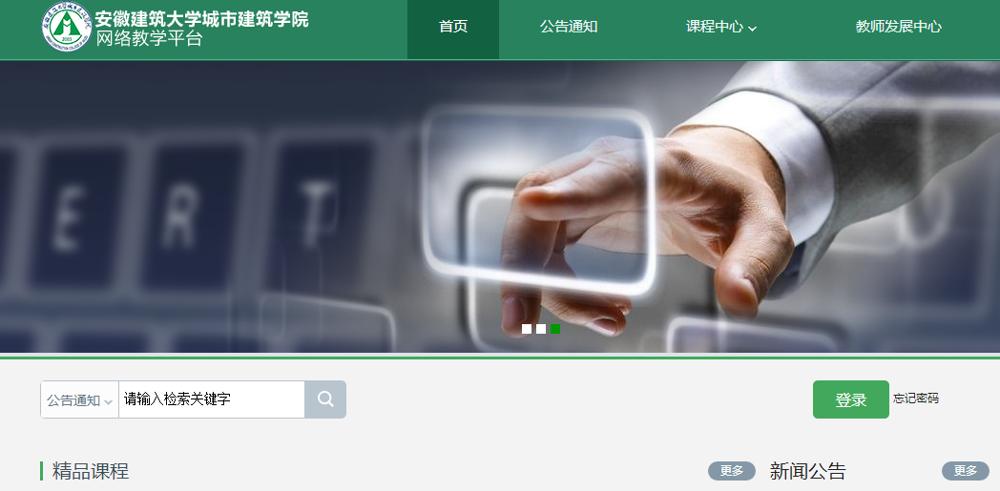 安徽建筑大学城市建筑学院
网络教学平台
首页
公告通知
课程中心
教师发展中心
E R T
公告通知
请输入检索关键字
登录
忘记密码
精品课程
更多
新闻公告
更多